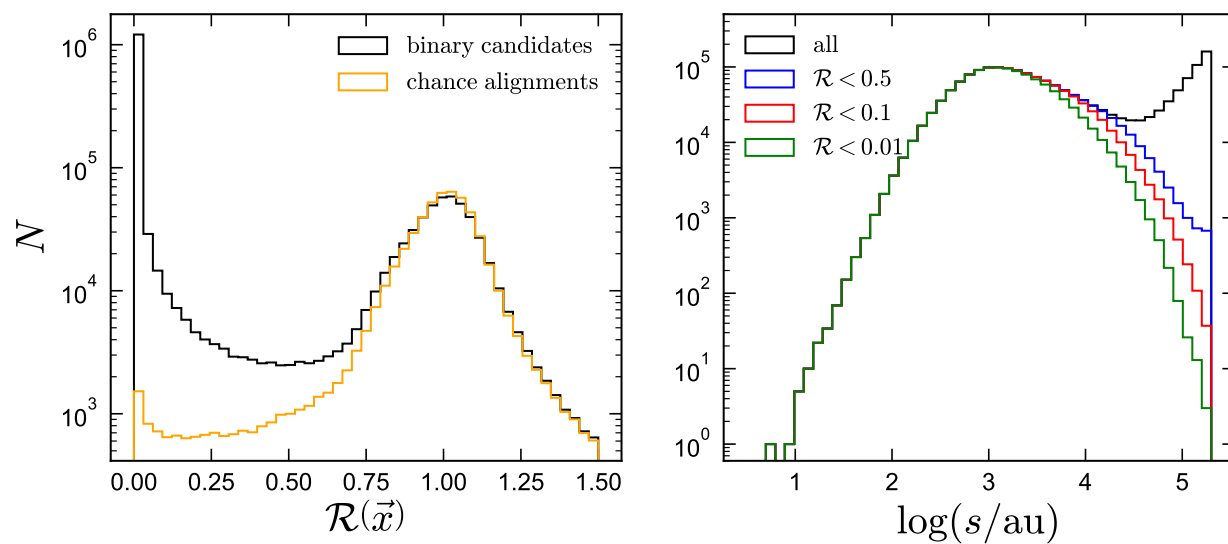 N
10^6
10^5
10^4
10^3
binary candidates
chance alignments
0.00 0.25 0.50 0.75 1.00 1.25 1.50
ℛ(x⃗)
10^5
10^4
10^3
10^2
10^1
10^0
all
ℛ < 0.5
ℛ < 0.1
ℛ < 0.01
1 2 3 4 5
log(s/au)